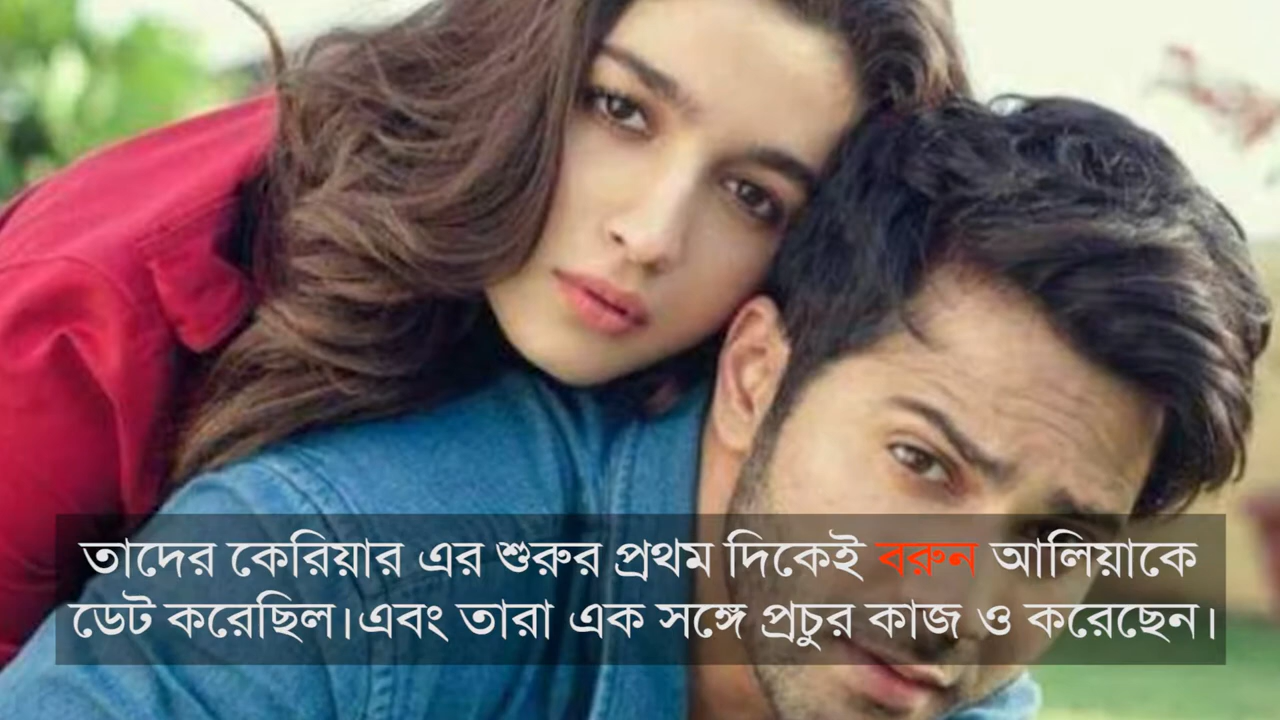 তাদের কেরিয়ার এর শুরুর প্রথম দিকেই বরুন আলিয়াকে
ডেট করেছিল।এবং তারা এক সঙ্গে প্রচুর কাজ ও করেছেন।